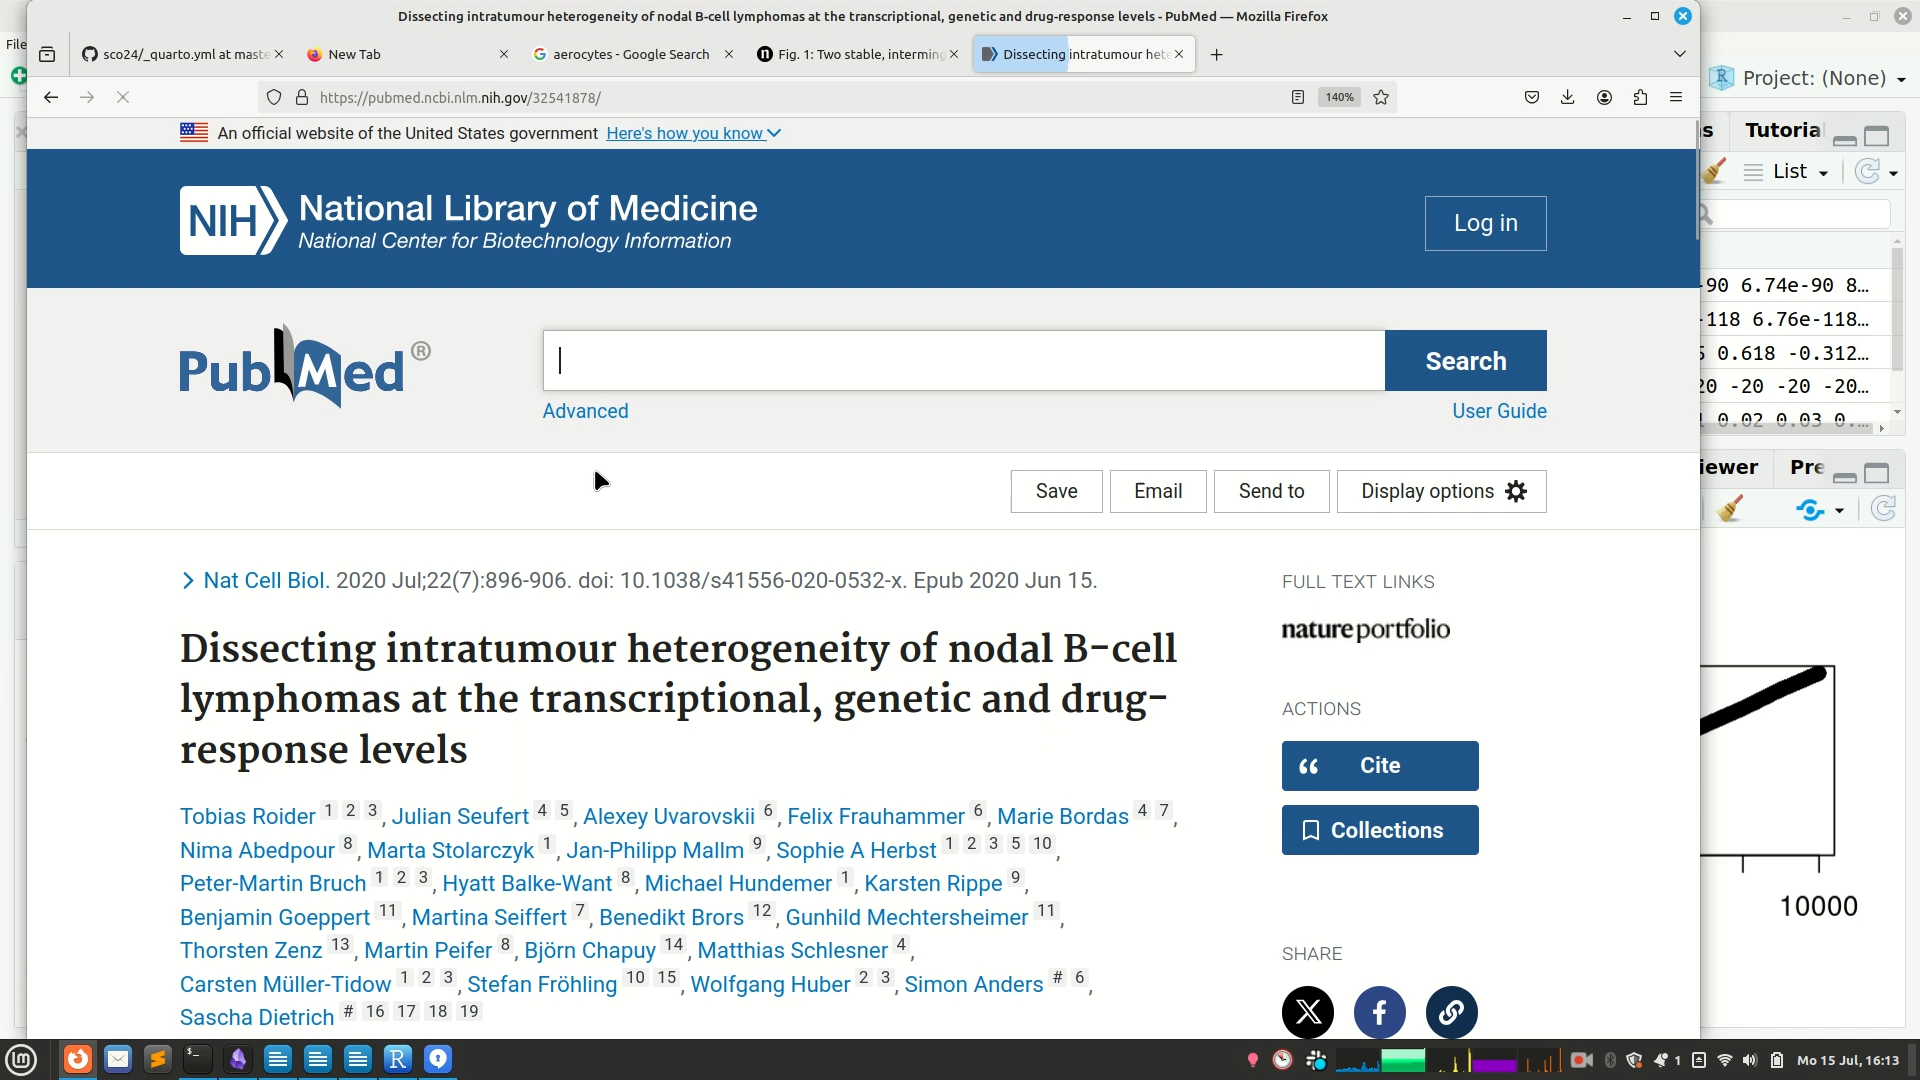 Dissecting intratumour heterogeneity of nodal B-cell lymphomas at the transcriptional, genetic and drug-response levels - PubMed — Mozilla Firefox
File
sco24/_quarto.yml at maste
New Tab
aerocytes - Google Search
Fig. 1: Two stable, interming
Dissecting intratumour hete
https://pubmed.ncbi.nlm.nih.gov/32541878/
140%
Project: (None)
An official website of the United States government Here's how you know
Tutoria
NIH
National Library of Medicine
National Center for Biotechnology Information
Log in
List
PubMed®
Search
Advanced
User Guide
-90 6.74e-90 8…
-118 6.76e-118…
5 0.618 -0.312…
20 -20 -20 -20…
0.02 0.03 0.…
Save
Email
Send to
Display options
iewer
Pre
Nat Cell Biol. 2020 Jul;22(7):896-906. doi: 10.1038/s41556-020-0532-x. Epub 2020 Jun 15.
Dissecting intratumour heterogeneity of nodal B-cell
lymphomas at the transcriptional, genetic and drug-
response levels
Tobias Roider 1 2 3, Julian Seufert 4 5, Alexey Uvarovskii 6, Felix Frauhammer 6, Marie Bordas 4 7,
Nima Abedpour 8, Marta Stolarczyk 1, Jan-Philipp Mallm 9, Sophie A Herbst 1 2 3 5 10,
Peter-Martin Bruch 1 2 3, Hyatt Balke-Want 8, Michael Hundemer 1, Karsten Rippe 9,
Benjamin Goeppert 11, Martina Seiffert 7, Benedikt Brors 12, Gunhild Mechtersheimer 11,
Thorsten Zenz 13, Martin Peifer 8, Björn Chapuy 14, Matthias Schlesner 4,
Carsten Müller-Tidow 1 2 3, Stefan Fröhling 10 15, Wolfgang Huber 2 3, Simon Anders # 6,
Sascha Dietrich # 16 17 18 19
FULL TEXT LINKS
nature portfolio
ACTIONS
Cite
Collections
SHARE
10000
1
Mo 15 Jul, 16:13